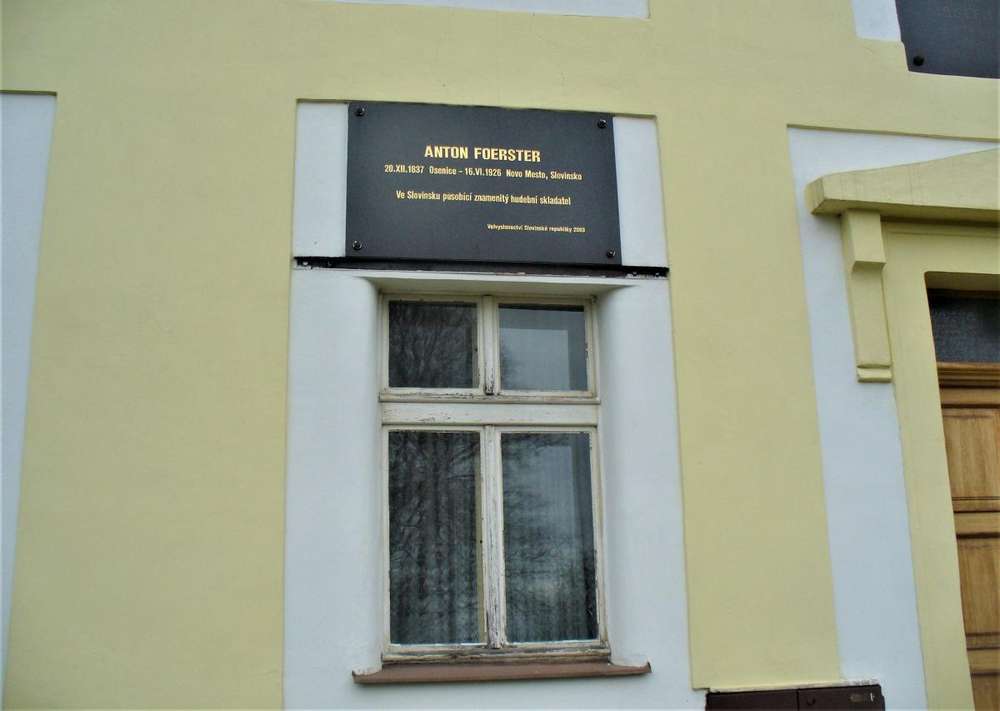 ANTON FOERSTER
20.XII.1837 Osenice - 16.VI.1926 Novo Mesto, Slovinsko
Ve Slovinsku působící znamenitý hudební skladatel
Velvyslanectví Slovinské republiky 2003